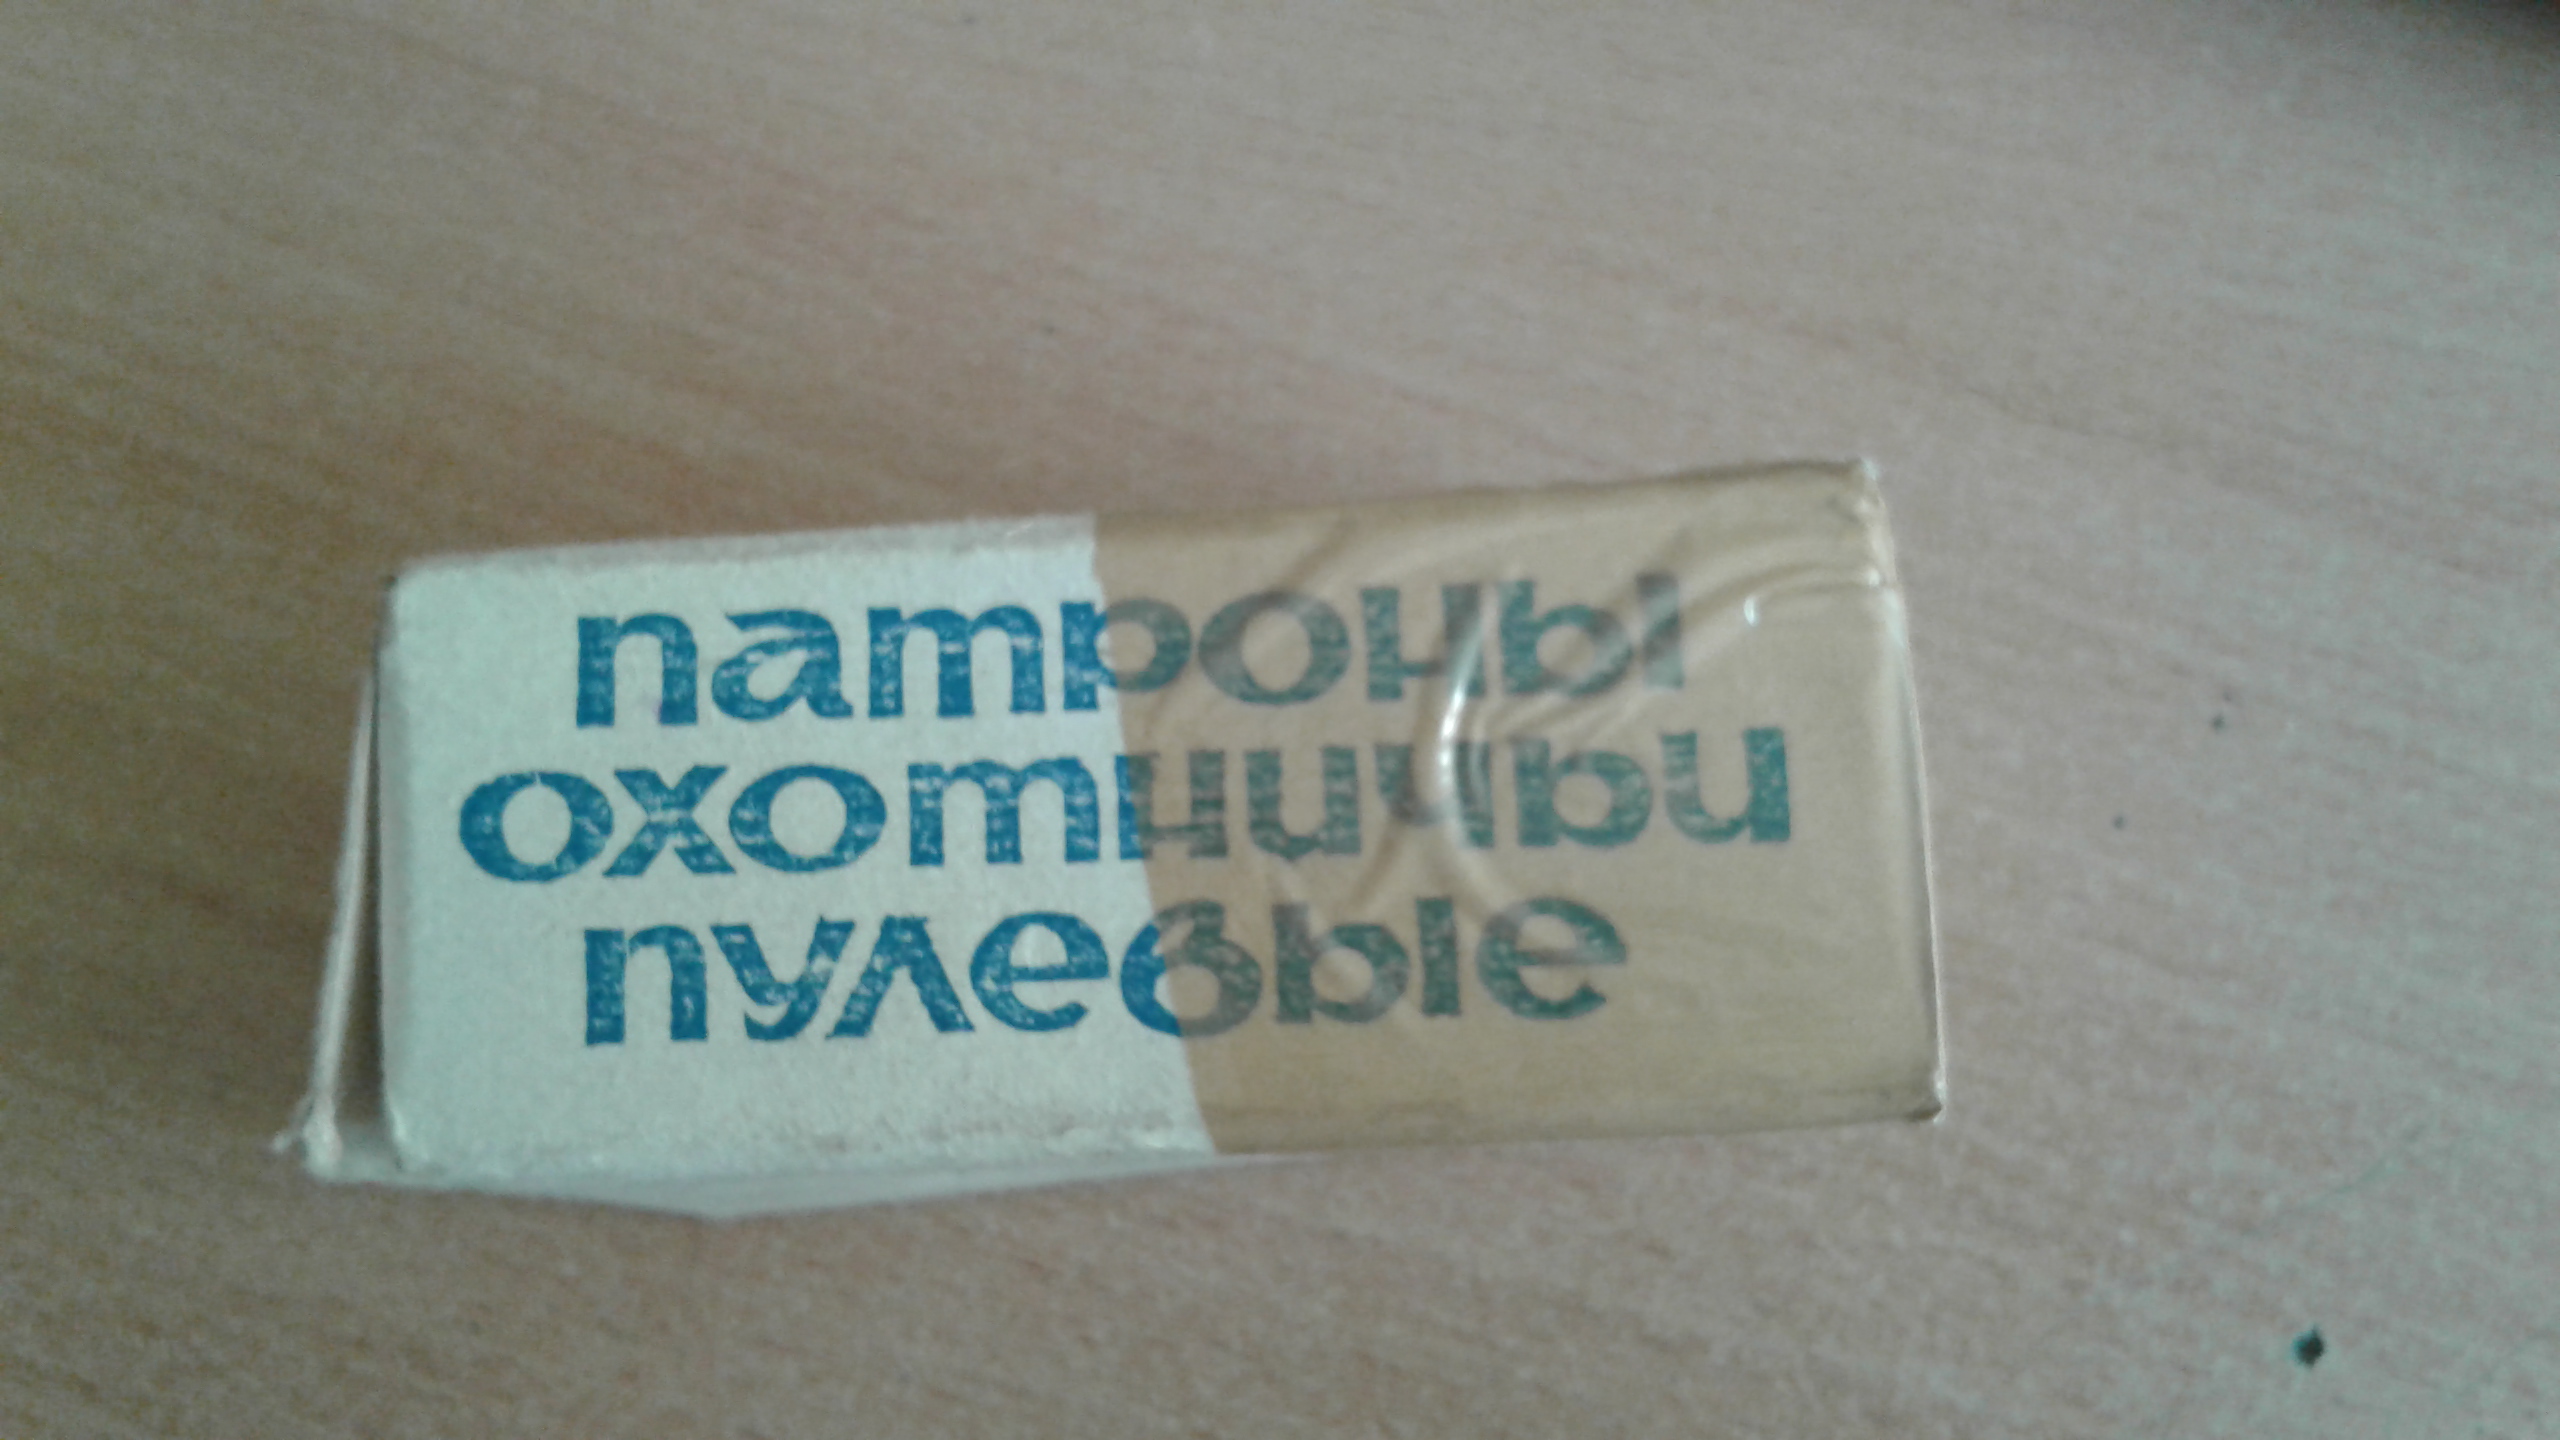 патроны
охотничьи
пулевые